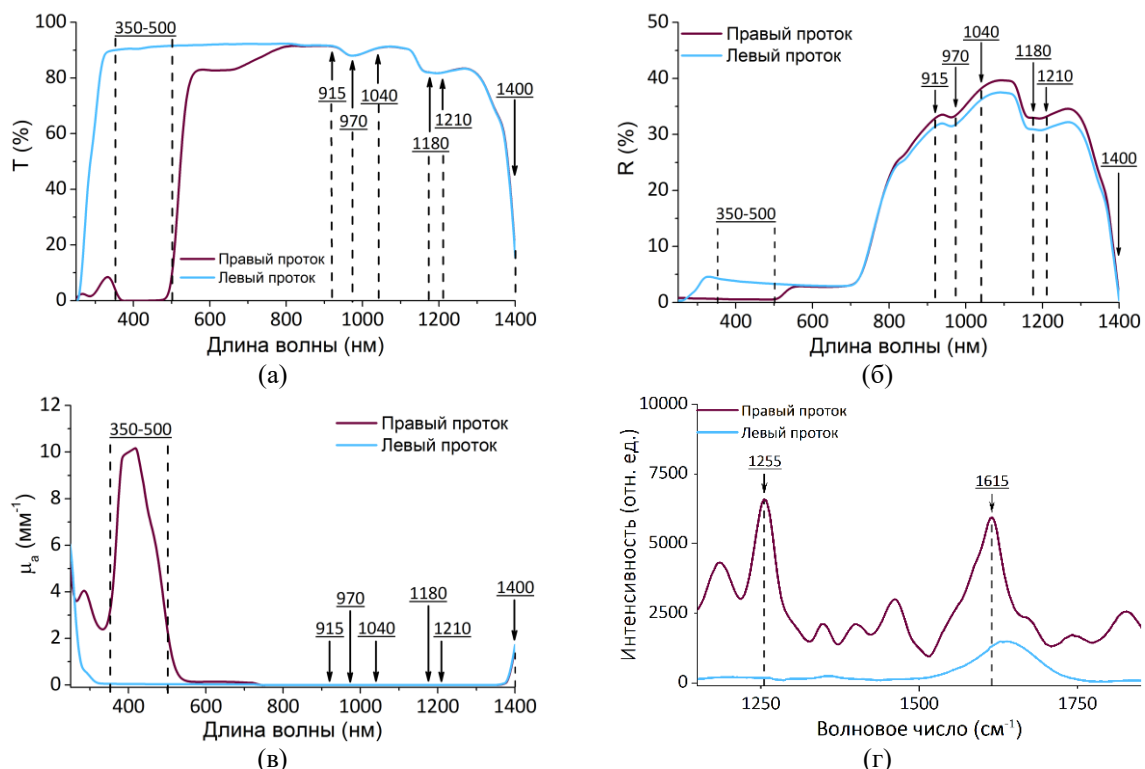 100
80
60
40
20
0
T (%)
350-500
915
970
1040
1180
1210
1400
Правый проток
Левый проток
400 600 800 1000 1200 1400
Длина волны (нм)
(а)
50
40
30
20
10
0
R (%)
Правый проток
Левый проток
350-500
915
970
1040
1180
1210
1400
400 600 800 1000 1200 1400
Длина волны (нм)
(б)
12
10
8
6
4
2
0
μa (мм-1)
350-500
Правый проток
Левый проток
915
970
1040
1180
1210
1400
400 600 800 1000 1200 1400
Длина волны (нм)
(в)
10000
7500
5000
2500
0
Интенсивность (отн. ед.)
Правый проток
Левый проток
1255
1615
1250 1500 1750
Волновое число (см-1)
(г)